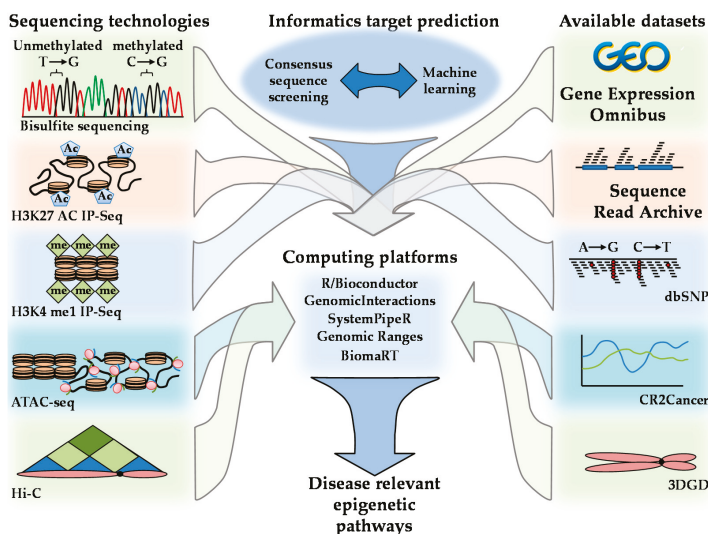 Sequencing technologies
Unmethylated methylated
T→G C→G
Bisulfite sequencing
Ac
Ac
Ac
Ac
H3K27 AC IP-Seq
me me me
me me me
H3K4 me1 IP-Seq
ATAC-seq
Hi-C
Informatics target prediction
Consensus
sequence
screening
Machine
learning
Computing platforms
R/Bioconductor
GenomicInteractions
SystemPipeR
Genomic Ranges
BiomaRT
Disease relevant
epigenetic
pathways
Available datasets
GEO
Gene Expression
Omnibus
Sequence
Read Archive
A→G C→T
dbSNP
CR2Cancer
3DGD